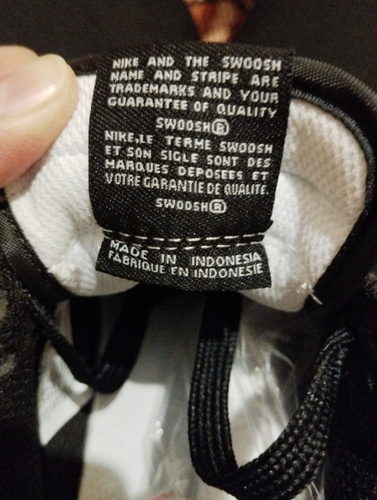 NIKE AND THE SWOOSH
NAME AND STRIPE ARE
TRADEMARKS AND YOUR
GUARANTEE OF QUALITY
SWOOSH®
NIKE,LE TERME SWOOSH
ET SON SIGLE SONT DES
MARQUES DEPOSEES ET
VOTRE GARANTIE DE QUALITE.
SWOOSH®
MADE IN INDONESIA
FABRIQUE EN INDONESIE